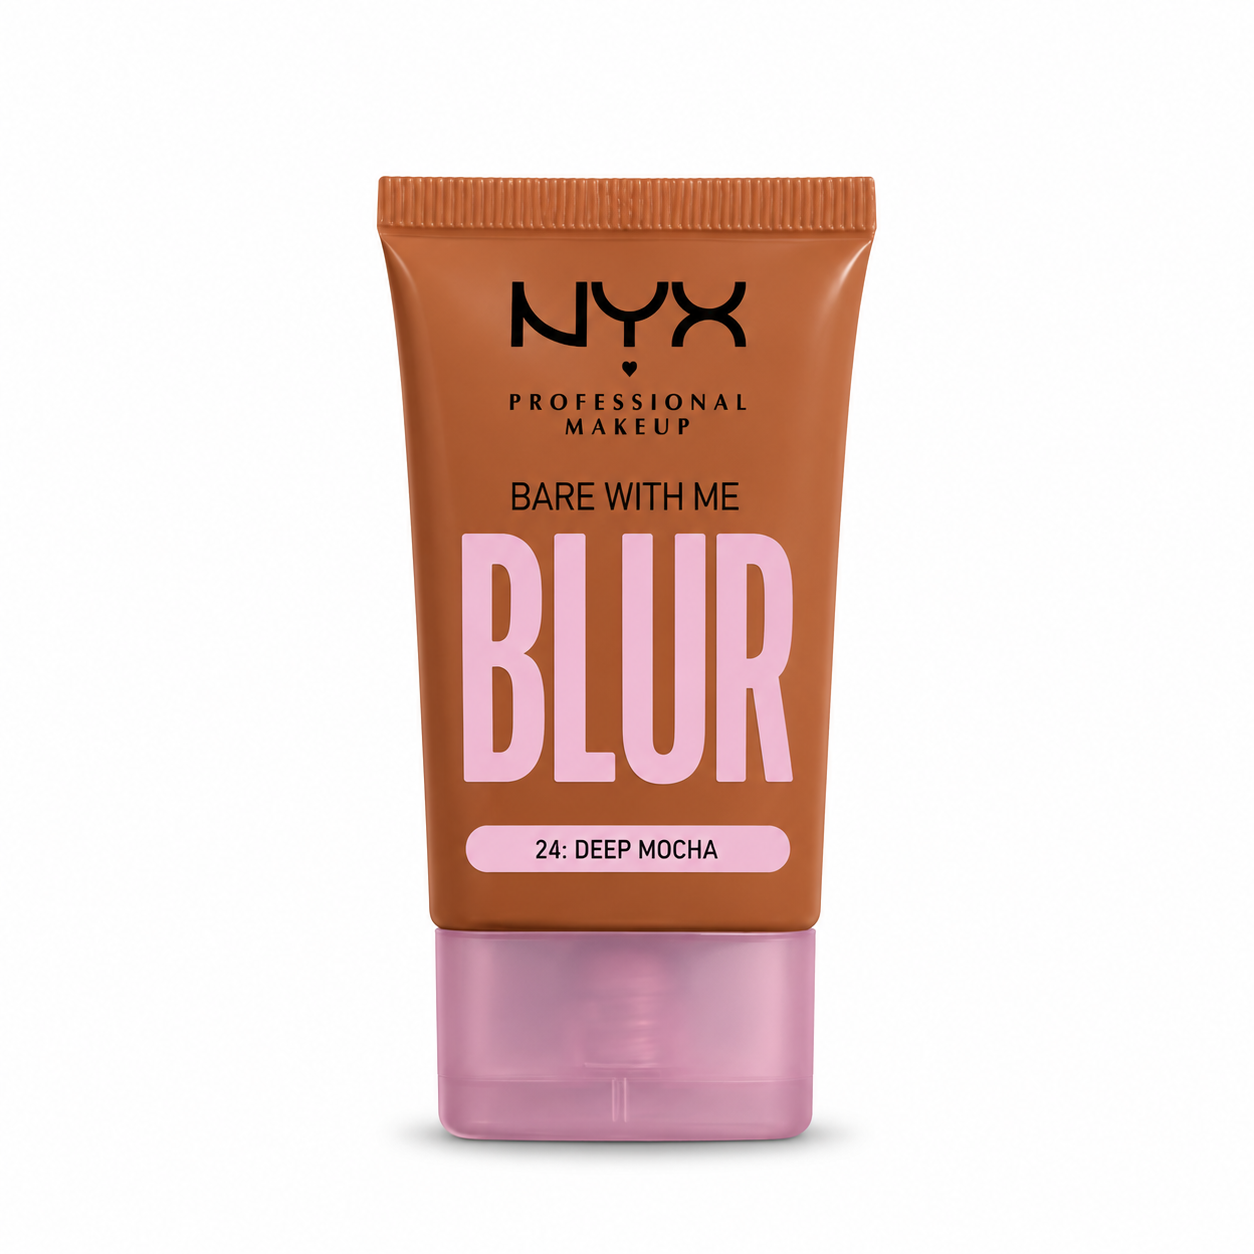 NYX
PROFESSIONAL
MAKEUP
BARE WITH ME
BLUR
24: DEEP MOCHA